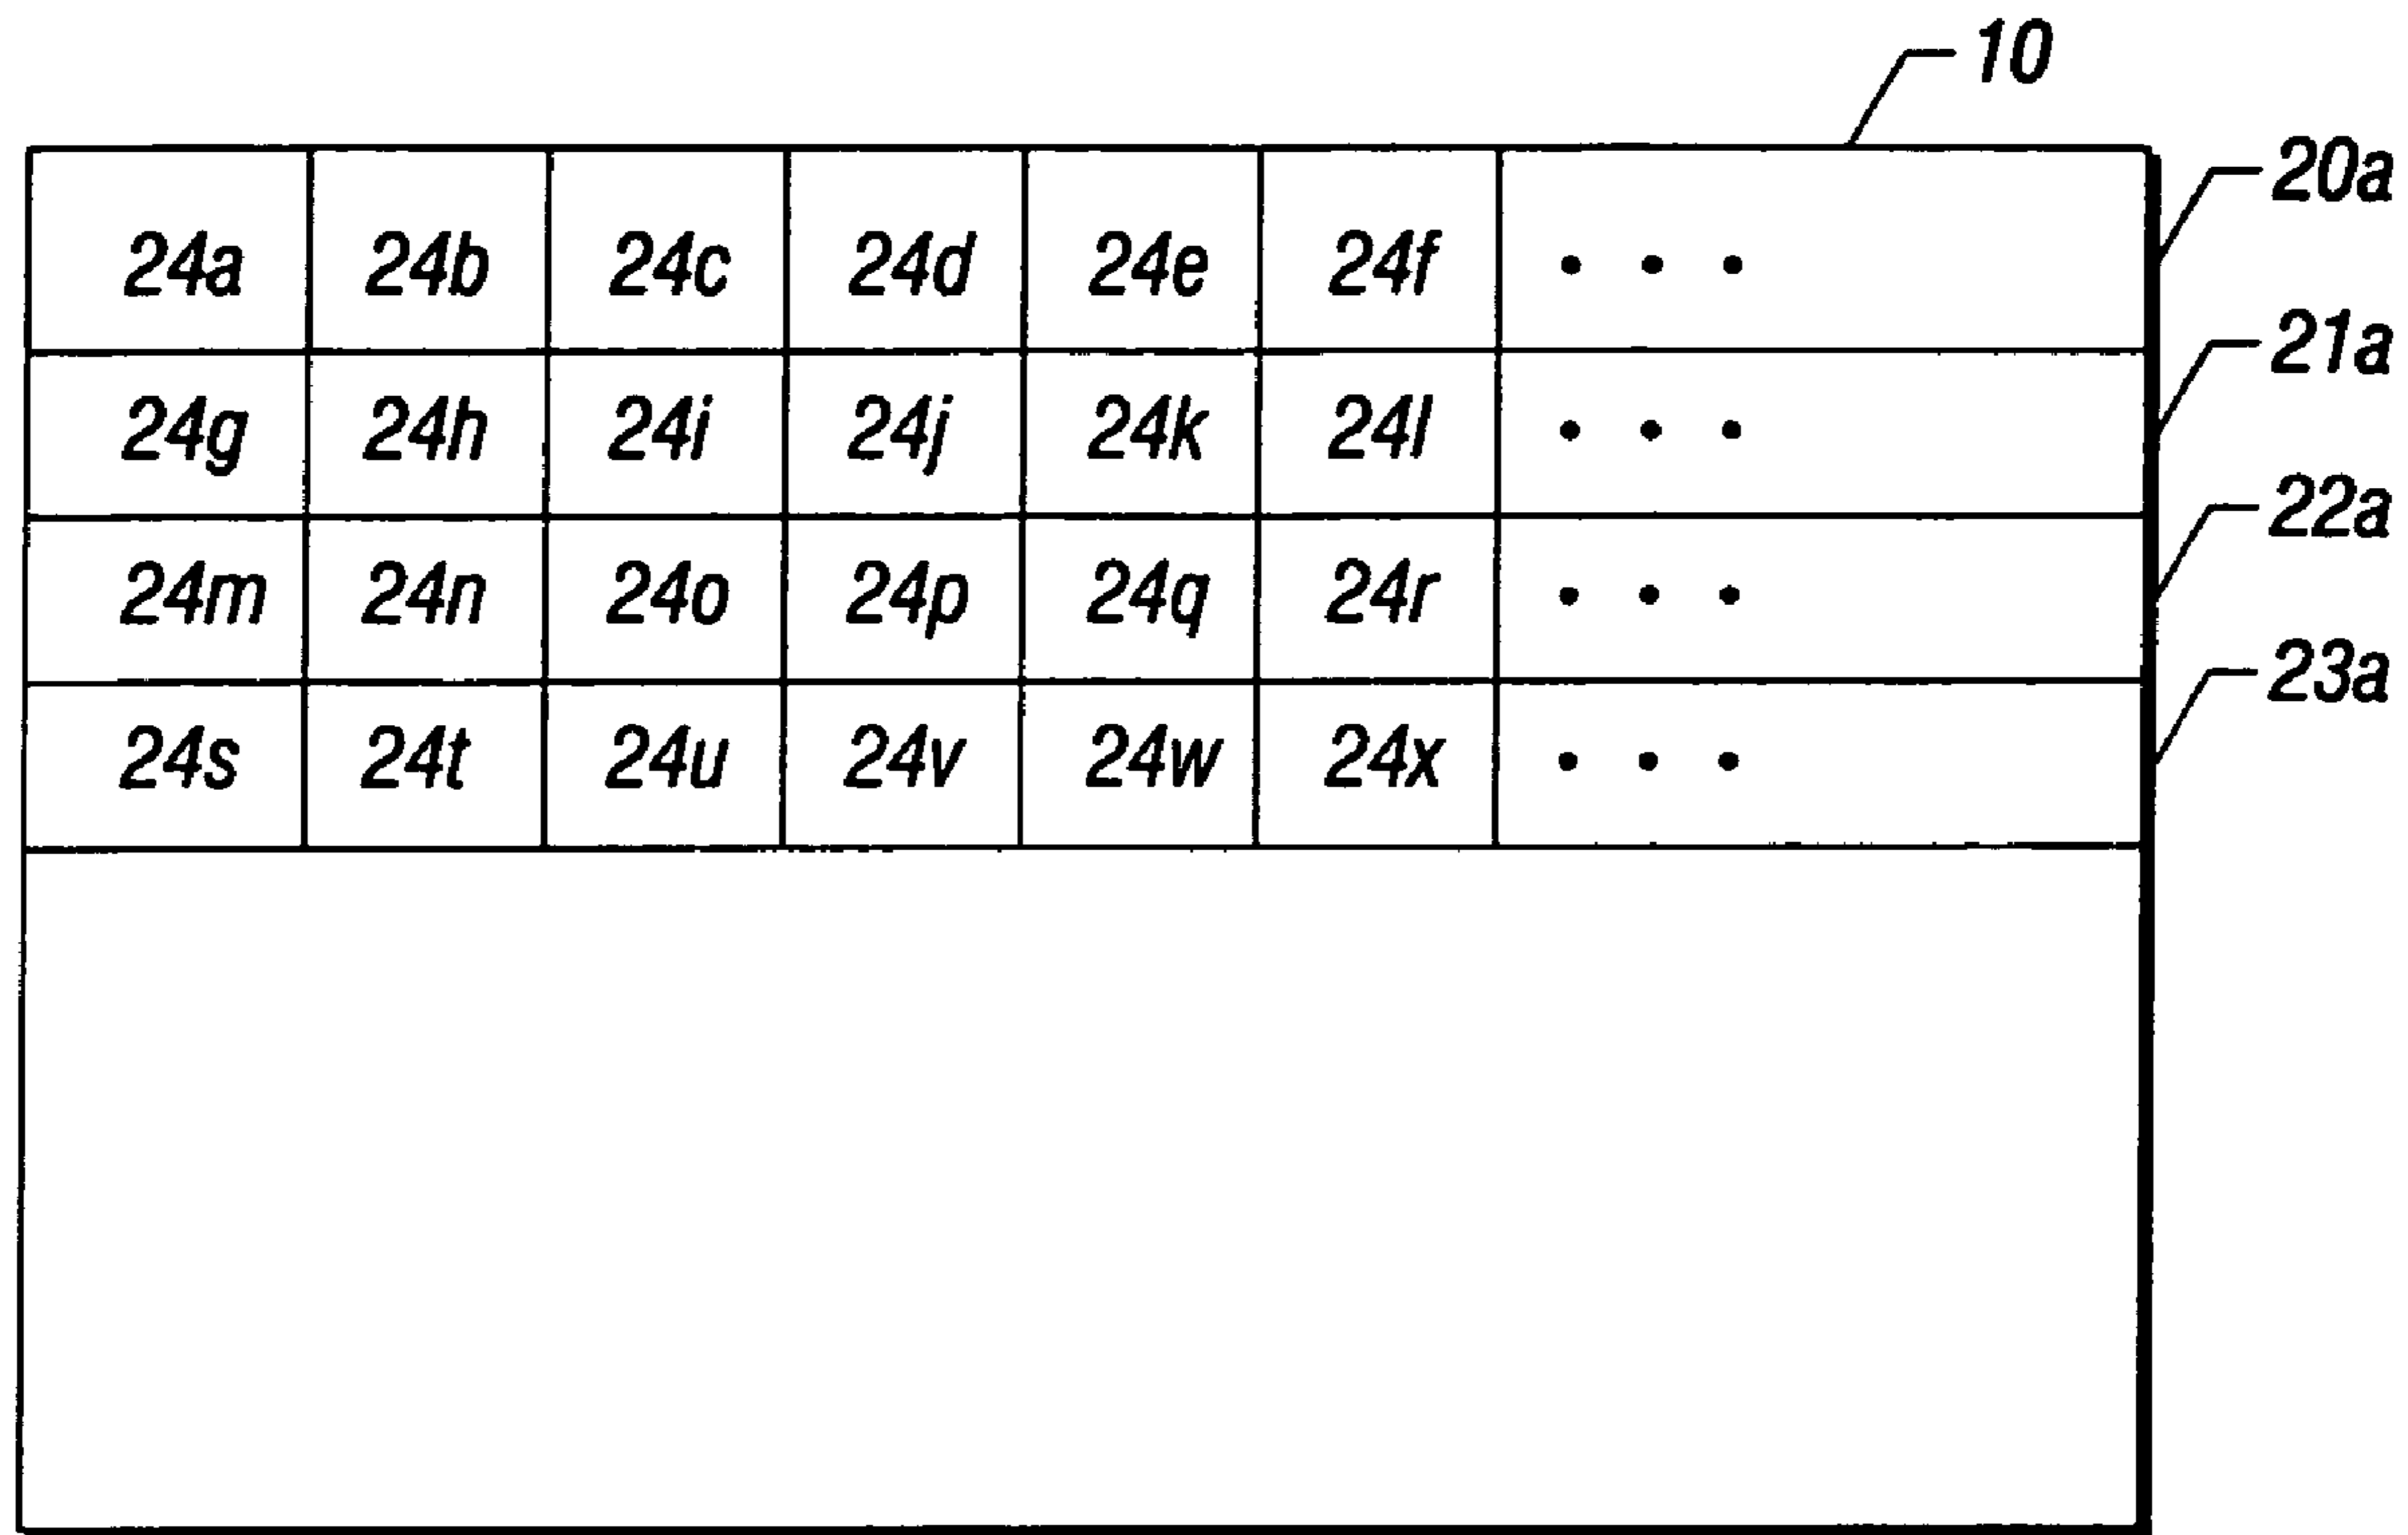 10
24a 24b 24c 24d 24e 24f • • • 20a
24g 24h 24i 24j 24k 24l • • • 21a
24m 24n 24o 24p 24q 24r • • • 22a
24s 24t 24u 24v 24w 24x • • • 23a